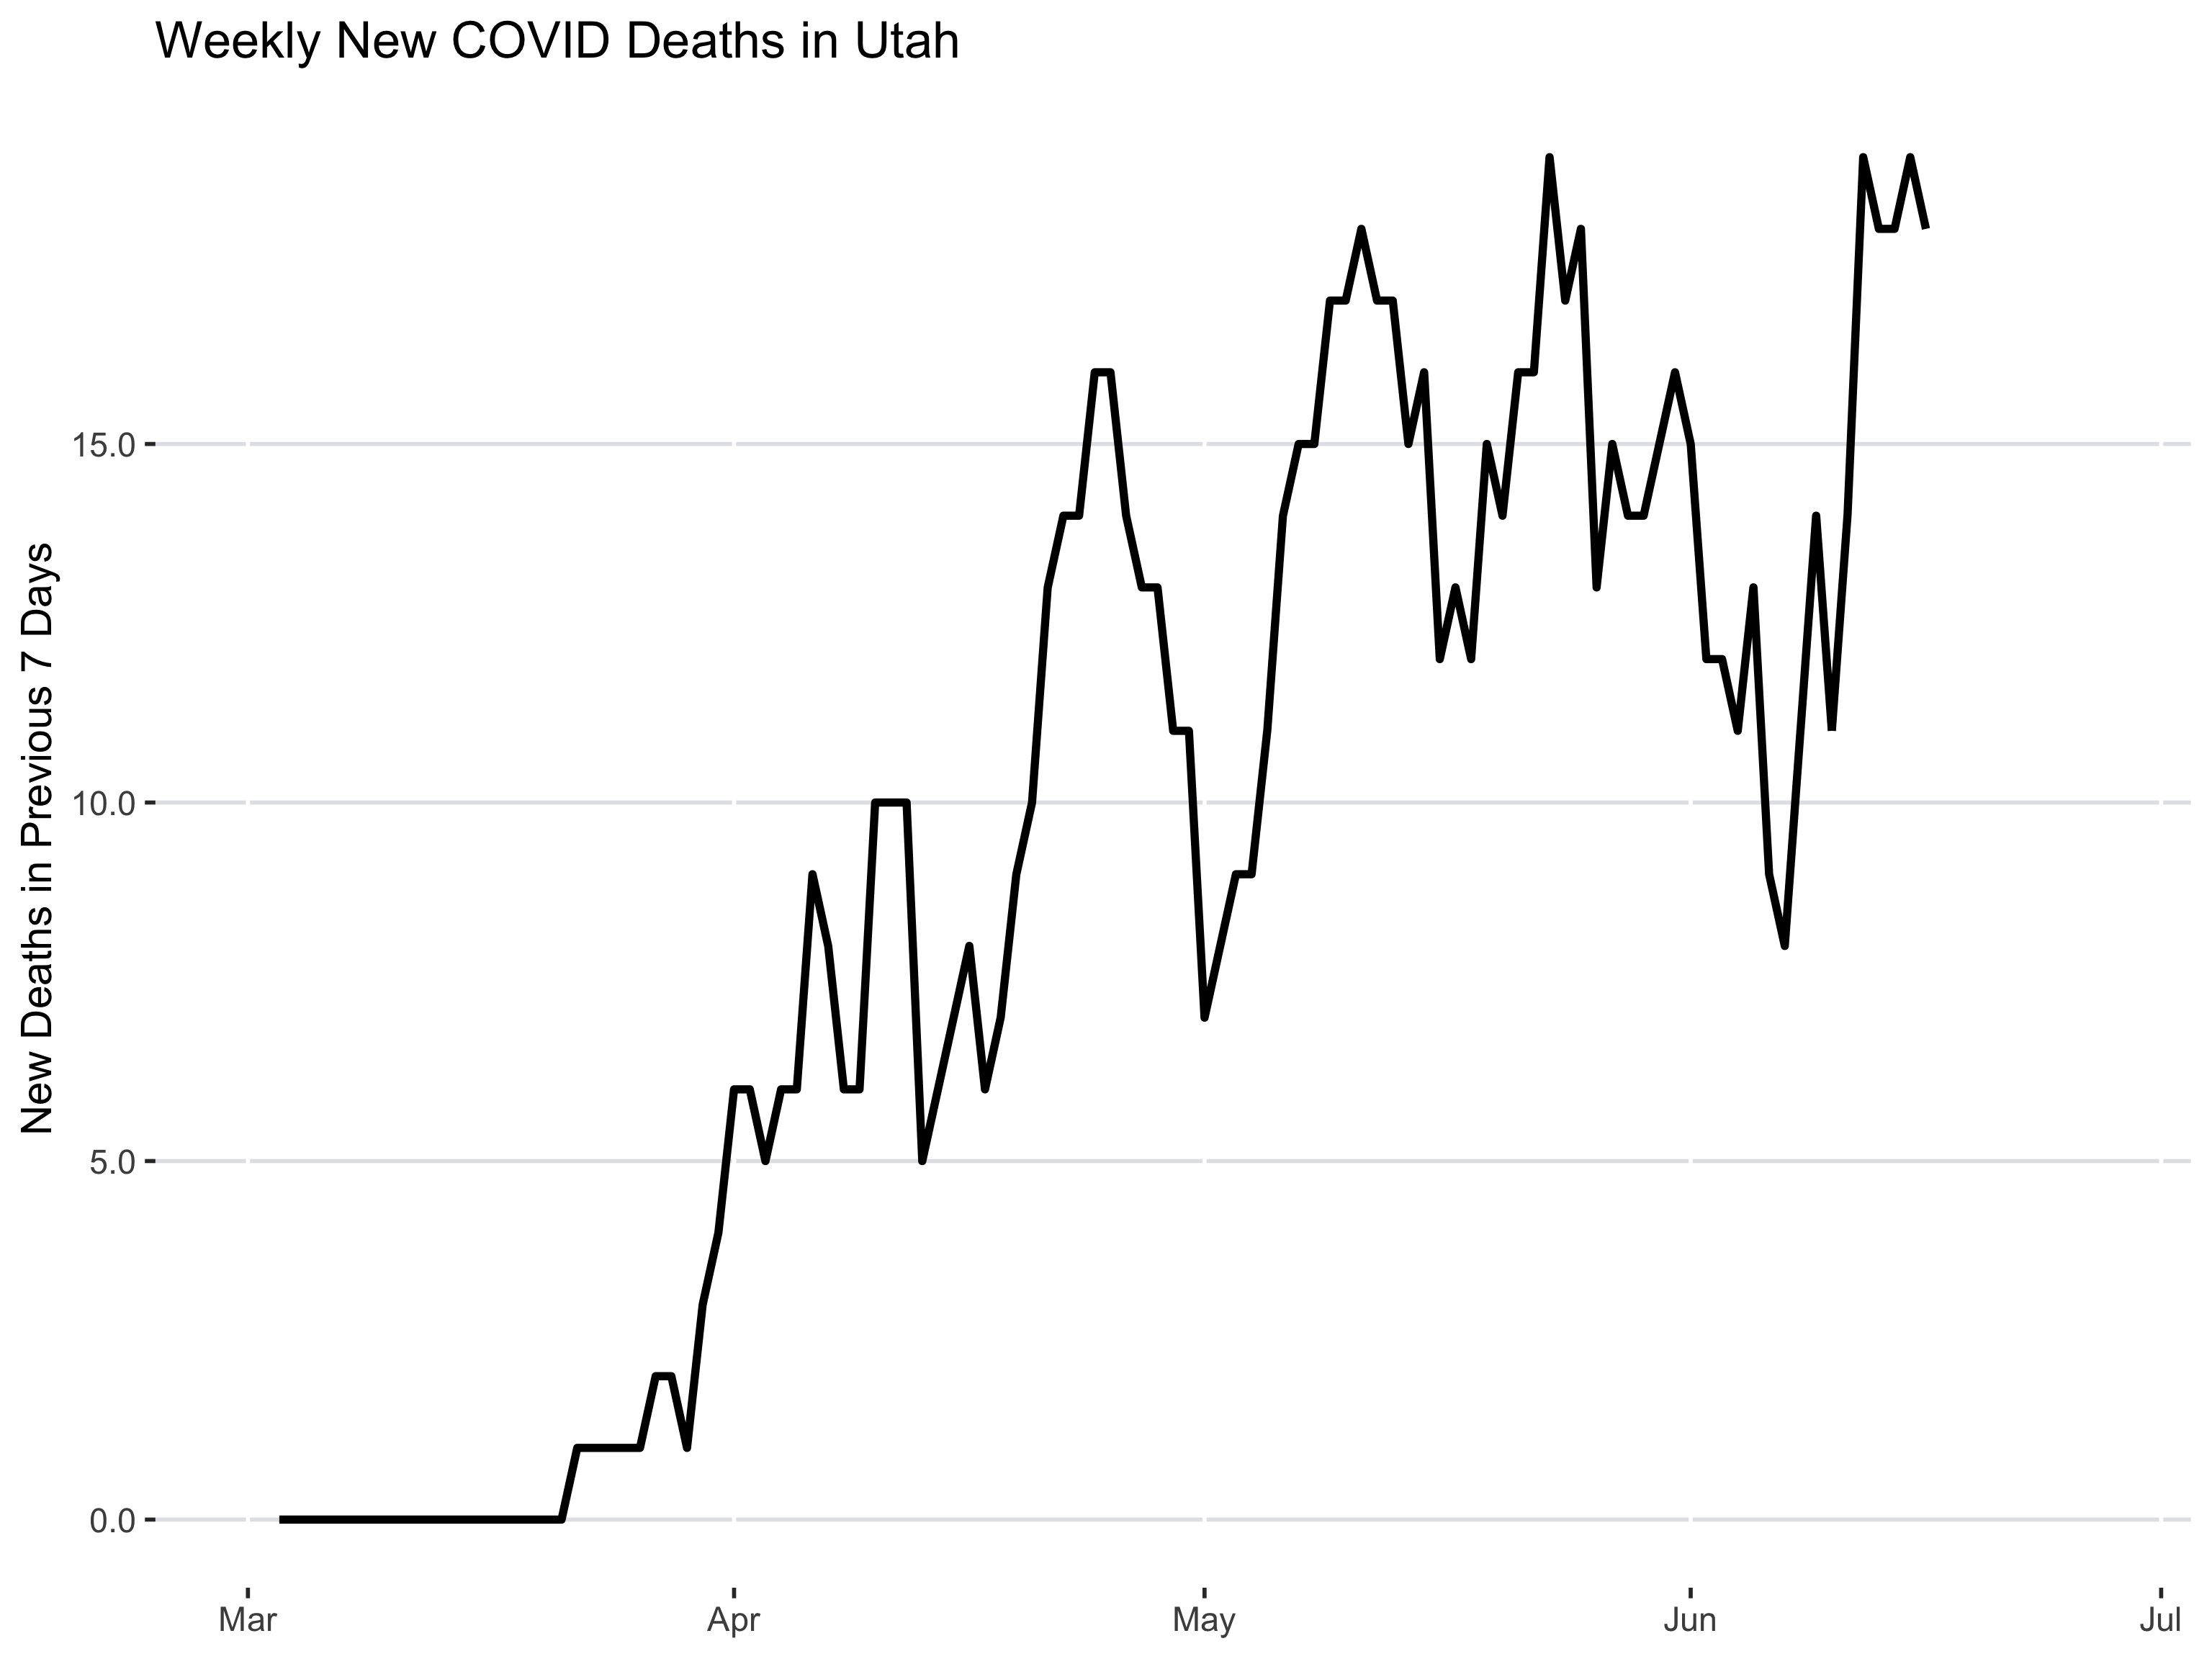 Weekly New COVID Deaths in Utah
New Deaths in Previous 7 Days
15.0
10.0
5.0
0.0
Mar Apr May Jun Jul